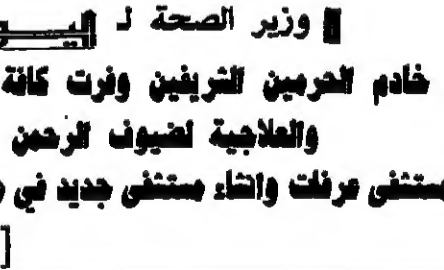 وزير الصحة لـ
خادم الحرمين الشريفين وفرت كافة
والعلاجية لضيوف الرحمن
مستشفى عرفات وانشاء مستشفى جديد في
]